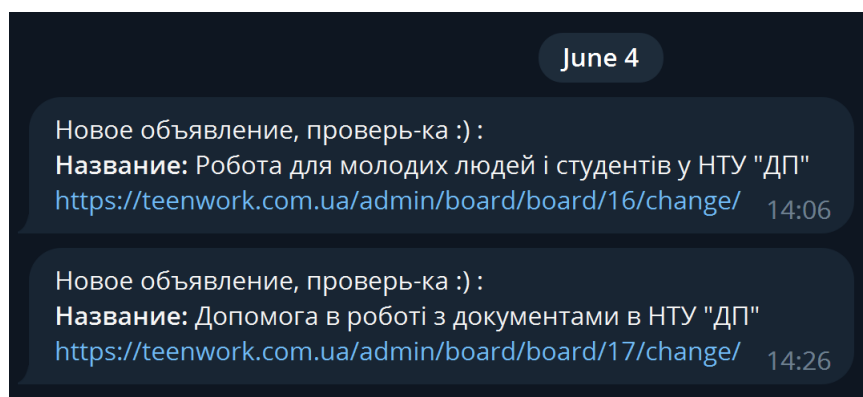 June 4
Новое объявление, проверь-ка :) :
Название: Робота для молодих людей і студентів у НТУ "ДП"
https://teenwork.com.ua/admin/board/board/16/change/ 14:06
Новое объявление, проверь-ка :) :
Название: Допомога в роботі з документами в НТУ "ДП"
https://teenwork.com.ua/admin/board/board/17/change/ 14:26